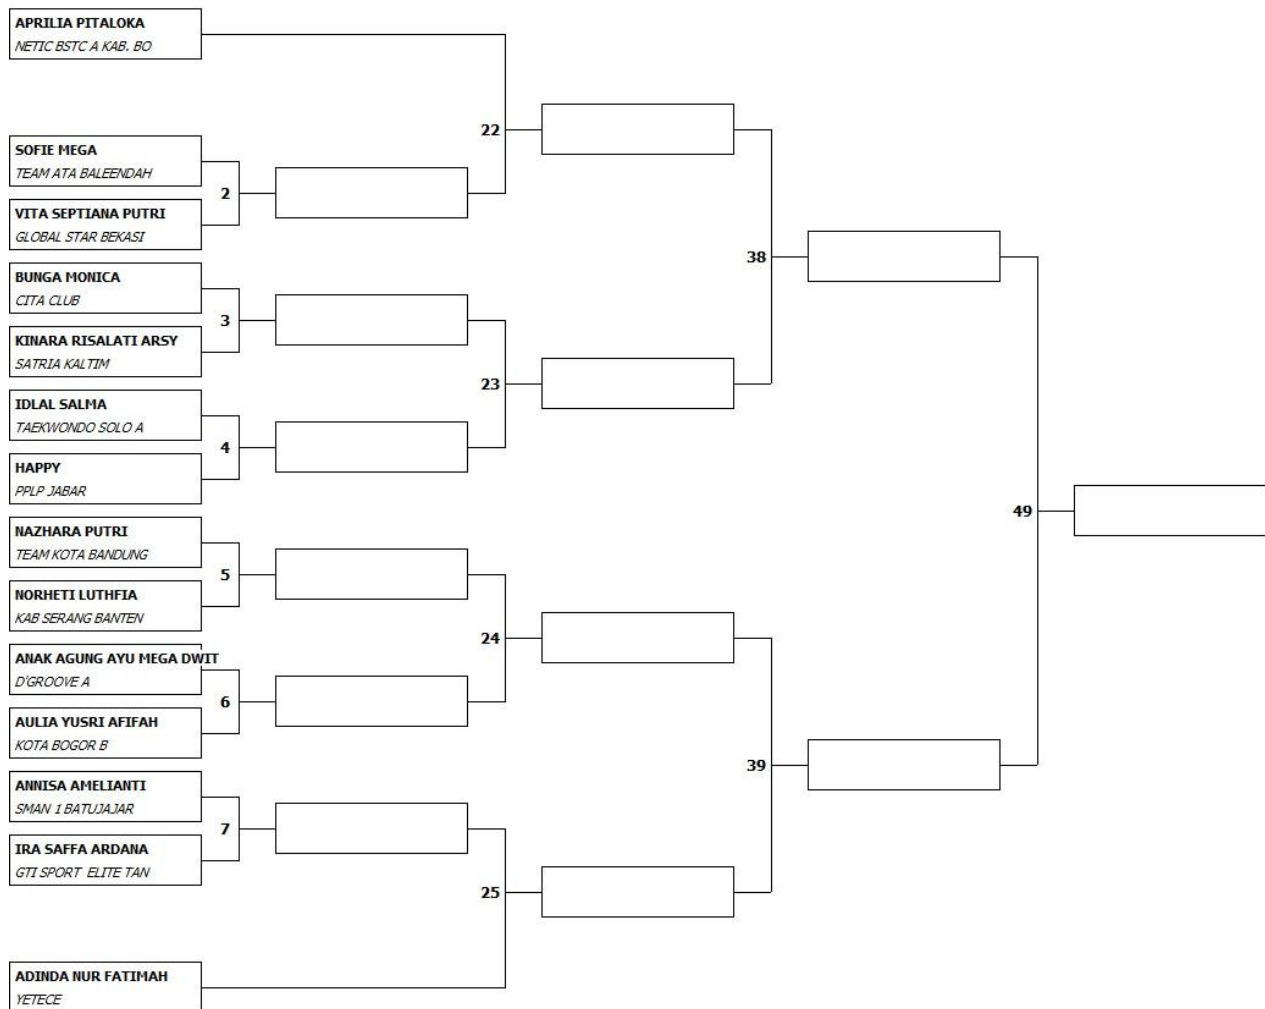 APRILIA PITALOKA
NETIC BSTC A KAB. BO
22
SOFIE MEGA
TEAM ATA BALEENDAH
2
VITA SEPTIANA PUTRI
GLOBAL STAR BEKASI
38
BUNGA MONICA
CITA CLUB
3
KINARA RISALATI ARSY
SATRIA KALTIM
23
IDLAL SALMA
TAEKWONDO SOLO A
4
HAPPY
PPLP JABAR
49
NAZHARA PUTRI
TEAM KOTA BANDUNG
5
NORHETI LUTHFIA
KAB SERANG BANTEN
24
ANAK AGUNG AYU MEGA DWIT
D'GROOVE A
6
AULIA YUSRI AFIFAH
KOTA BOGOR B
39
ANNISA AMELIANTI
SMAN 1 BATUJAJAR
7
IRA SAFFA ARDANA
GTI SPORT ELITE TAN
25
ADINDA NUR FATIMAH
YETECE